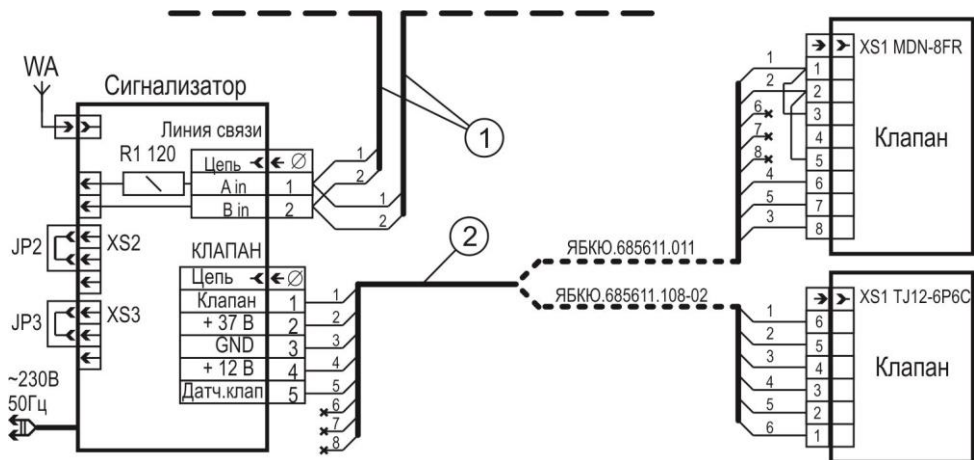 WA
Сигнализатор
Линия связи
R1 120
Цепь
A in 1
B in 2
1
2
1
2
1
JP2
XS2
JP3
XS3
КЛАПАН
Цепь
Клапан 1
+ 37 В 2
GND 3
+ 12 В 4
Датч.клап 5
1
2
3
4
5
6
7
8
~230В
50Гц
2
ЯБКЮ.685611.011
ЯБКЮ.685611.108-02
1
2
6
7
8
4
5
3
XS1 MDN-8FR
1
2
3
4
5
6
7
8
Клапан
1
2
3
4
5
6
XS1 TJ12-6P6C
6
5
4
3
2
1
Клапан